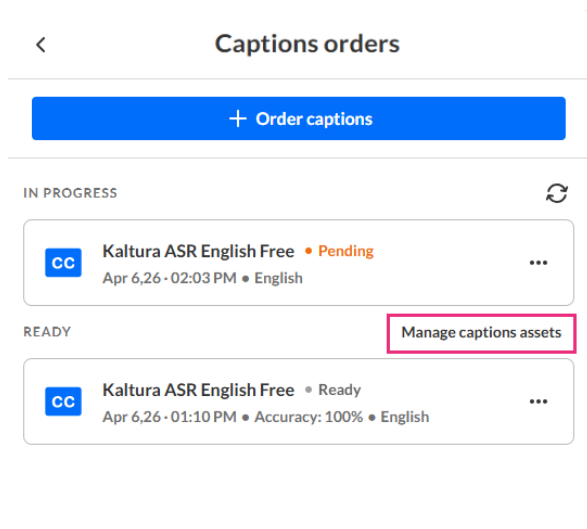 Captions orders
+ Order captions
IN PROGRESS
CC
Kaltura ASR English Free • Pending
Apr 6,26 · 02:03 PM • English
READY
Manage captions assets
CC
Kaltura ASR English Free • Ready
Apr 6,26 · 01:10 PM • Accuracy: 100% • English